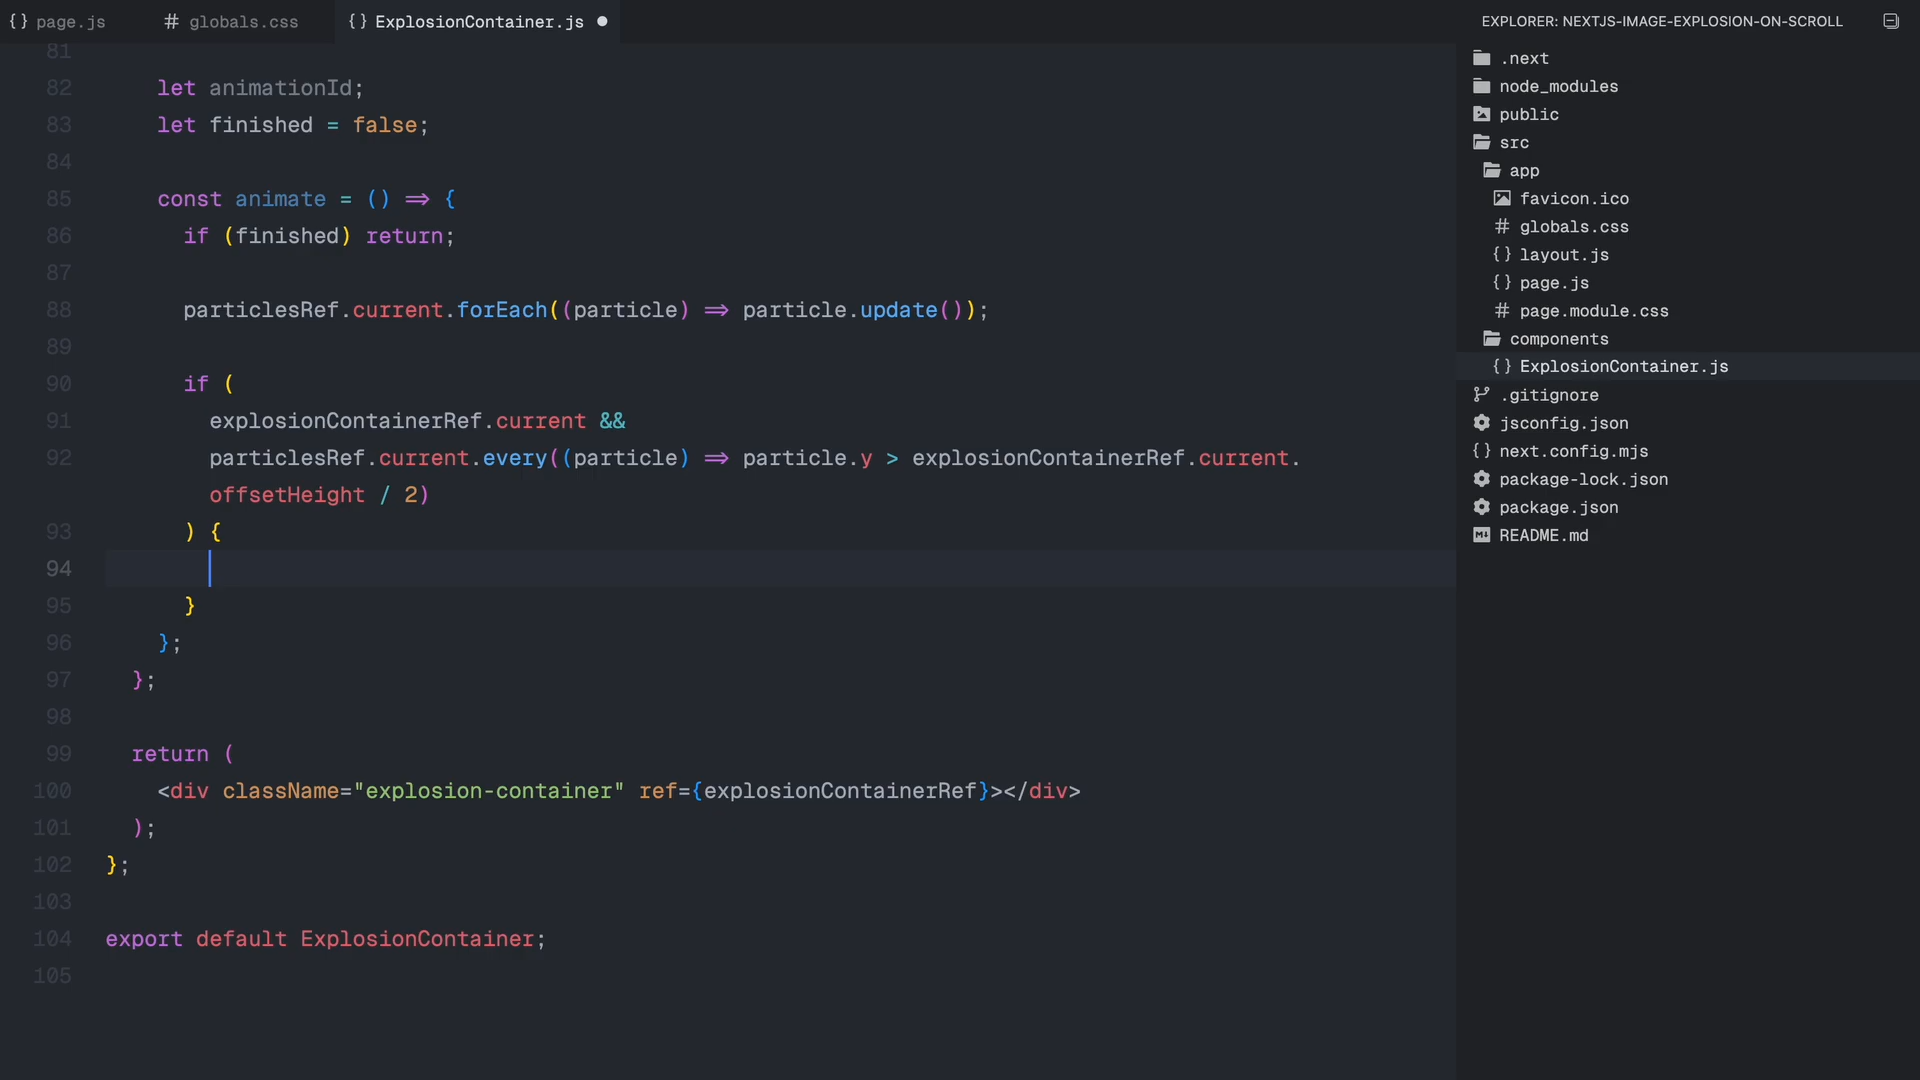 {} page.js # globals.css {} ExplosionContainer.js
81
82 let animationId;
83 let finished = false;
84
85 const animate = () => {
86 if (finished) return;
87
88 particlesRef.current.forEach((particle) => particle.update());
89
90 if (
91 explosionContainerRef.current &&
92 particlesRef.current.every((particle) => particle.y > explosionContainerRef.current.
offsetHeight / 2)
93 ) {
94
95 }
96 };
97 };
98
99 return (
100 <div className="explosion-container" ref={explosionContainerRef}></div>
101 );
102 };
103
104 export default ExplosionContainer;
105
EXPLORER: NEXTJS-IMAGE-EXPLOSION-ON-SCROLL
.next
node_modules
public
src
app
favicon.ico
# globals.css
{} layout.js
{} page.js
# page.module.css
components
{} ExplosionContainer.js
.gitignore
jsconfig.json
{} next.config.mjs
package-lock.json
package.json
README.md